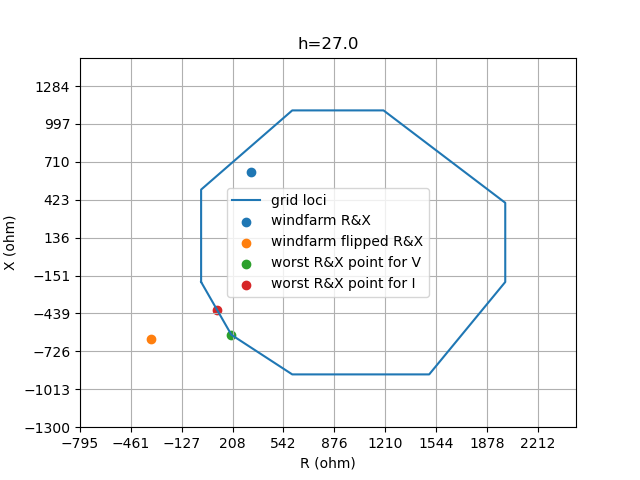 h=27.0
1284
997
710
423
136
−151
−439
−726
−1013
−1300
X (ohm)
grid loci
windfarm R&X
windfarm flipped R&X
worst R&X point for V
worst R&X point for I
−795 −461 −127 208 542 876 1210 1544 1878 2212
R (ohm)